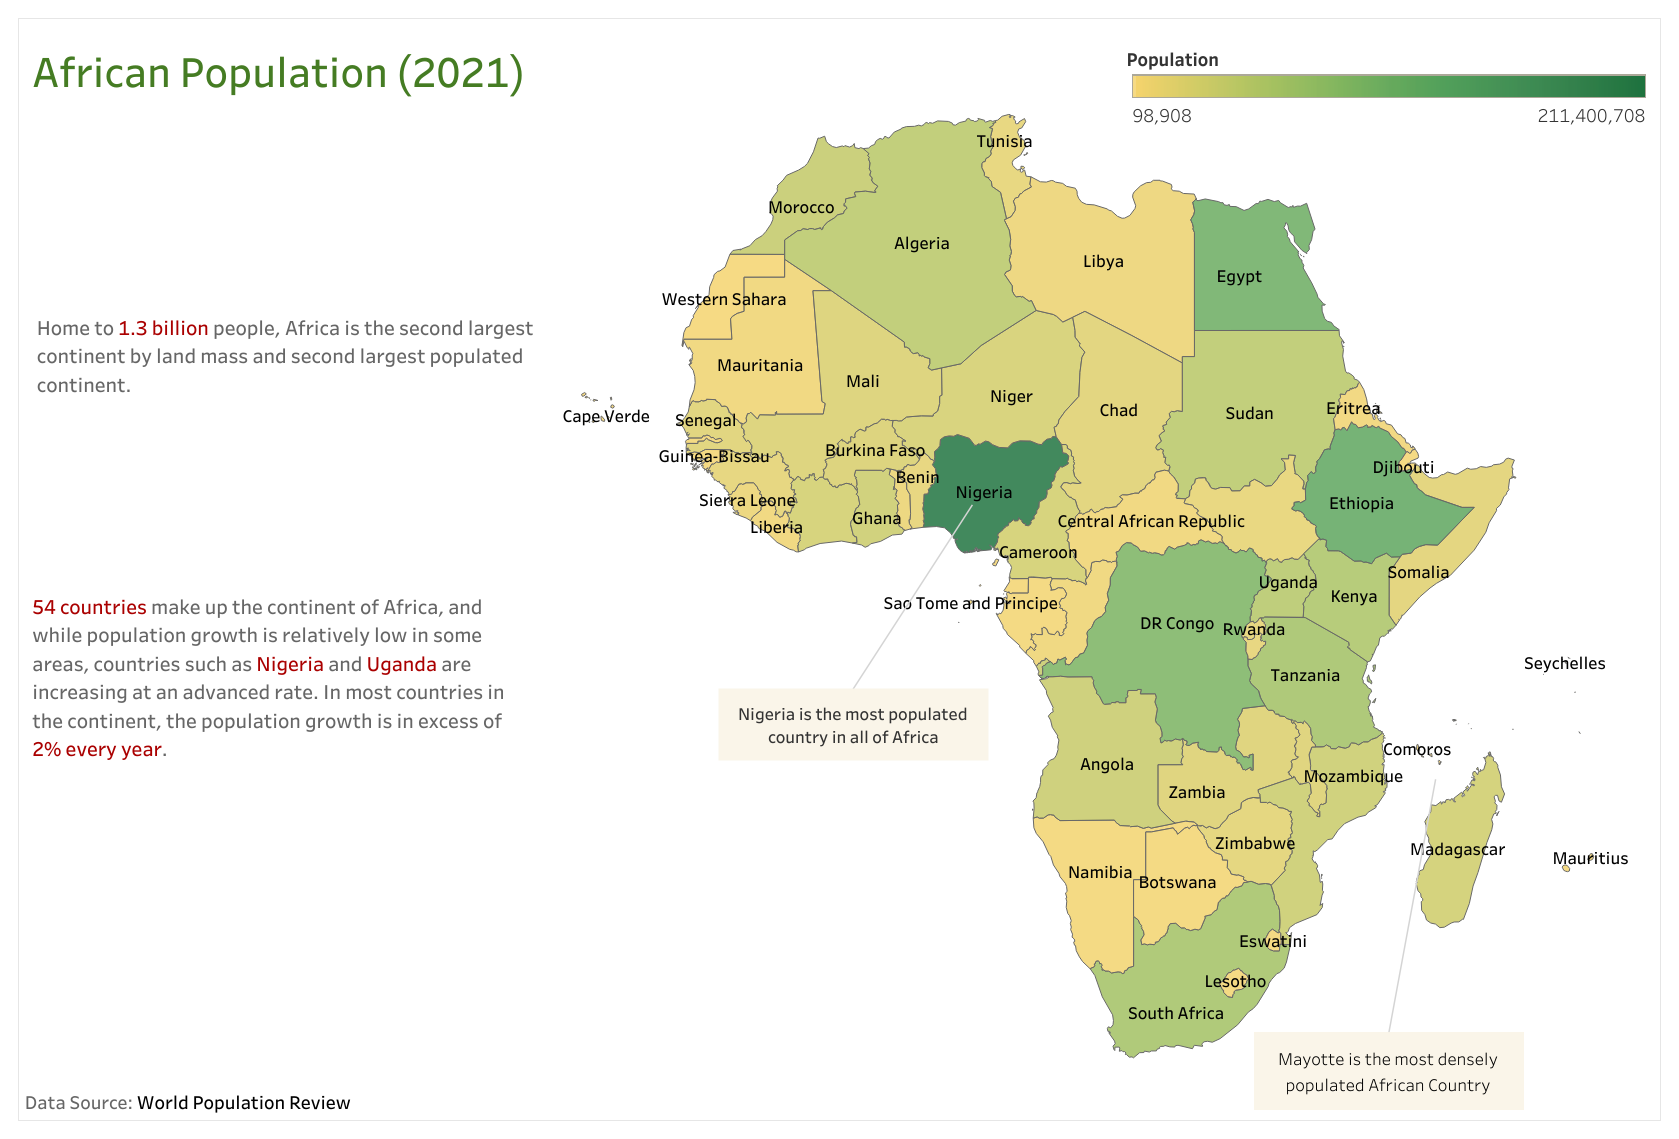 African Population (2021)
Population
98,908
211,400,708
Home to 1.3 billion people, Africa is the second largest
continent by land mass and second largest populated
continent.
54 countries make up the continent of Africa, and
while population growth is relatively low in some
areas, countries such as Nigeria and Uganda are
increasing at an advanced rate. In most countries in
the continent, the population growth is in excess of
2% every year.
Tunisia
Morocco
Algeria
Libya
Egypt
Western Sahara
Mauritania
Mali
Niger
Chad
Sudan
Eritrea
Cape Verde
Senegal
Guinea-Bissau
Burkina Faso
Benin
Nigeria
Djibouti
Ethiopia
Sierra Leone
Liberia
Ghana
Central African Republic
Cameroon
Somalia
Uganda
Kenya
Sao Tome and Principe
DR Congo
Rwanda
Seychelles
Tanzania
Nigeria is the most populated
country in all of Africa
Comoros
Angola
Mozambique
Zambia
Zimbabwe
Madagascar
Mauritius
Namibia
Botswana
Eswatini
Lesotho
South Africa
Mayotte is the most densely
populated African Country
Data Source: World Population Review